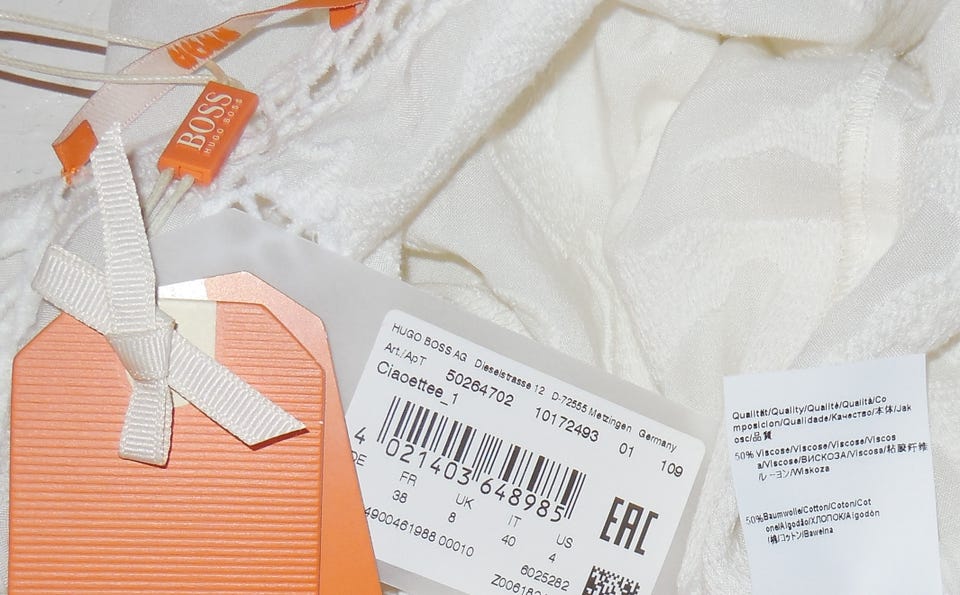 BOSS
HUGO BOSS
HUGO BOSS AG Dieselstrasse 12 D-72555 Metzingen Germany
Art./ApT 50264702 10172493 01 109
Ciaoettee_1
4 021403 648985
DE FR UK IT US
38 8 40 4
4900461988 00010 6025282
EAC
Qualität/Quality/Qualité/Qualità/Co
mposicion/Qualidade/Качество/本体/Jak
osc/品質
50% Viscose/Viscose/Viscose/Viscos
a/Viscose/ВИСКОЗА/Viscosa/粘胶纤维
/レーヨン/Wiskoza
50%Baumwolle/Cotton/Coton/Cot
one/Algodão/ХЛОПОК/Algodón
/棉/コットン/Bawelna